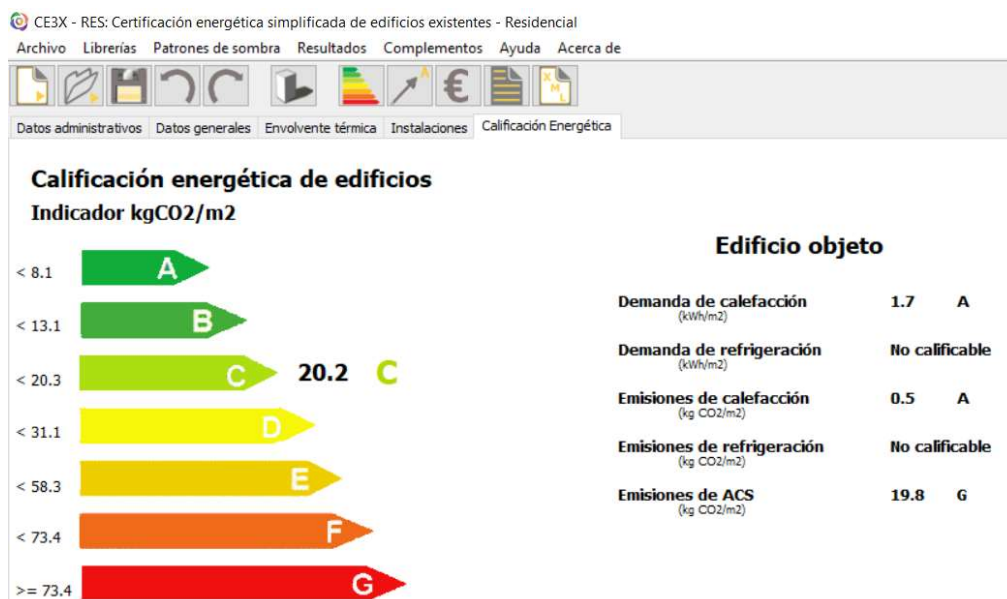 CE3X - RES: Certificación energética simplificada de edificios existentes - Residencial
Archivo Librerías Patrones de sombra Resultados Complementos Ayuda Acerca de
A € XML
Datos administrativos Datos generales Envolvente térmica Instalaciones Calificación Energética
Calificación energética de edificios
Indicador kgCO2/m2
< 8.1 A
< 13.1 B
< 20.3 C 20.2 C
< 31.1 D
< 58.3 E
< 73.4 F
>= 73.4 G
Edificio objeto
Demanda de calefacción 1.7 A
(kWh/m2)
Demanda de refrigeración No calificable
(kWh/m2)
Emisiones de calefacción 0.5 A
(kg CO2/m2)
Emisiones de refrigeración No calificable
(kg CO2/m2)
Emisiones de ACS 19.8 G
(kg CO2/m2)